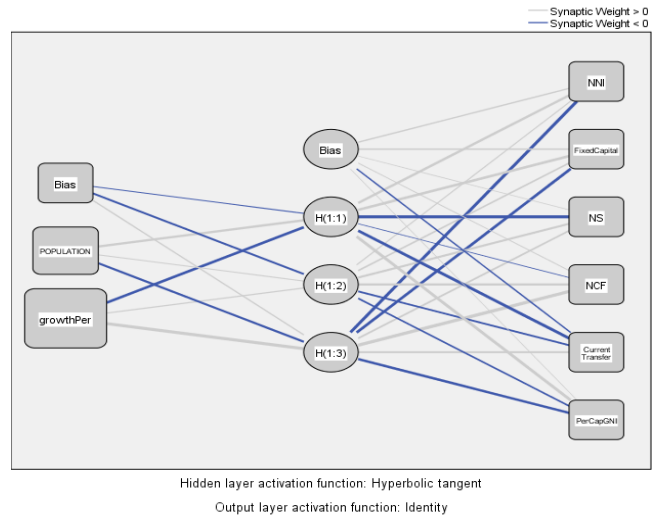 Synaptic Weight > 0
Synaptic Weight < 0
Bias
POPULATION
growthPer
Bias
H(1:1)
H(1:2)
H(1:3)
NNI
FixedCapital
NS
NCF
Current
Transfer
PerCapGNI
Hidden layer activation function: Hyperbolic tangent
Output layer activation function: Identity